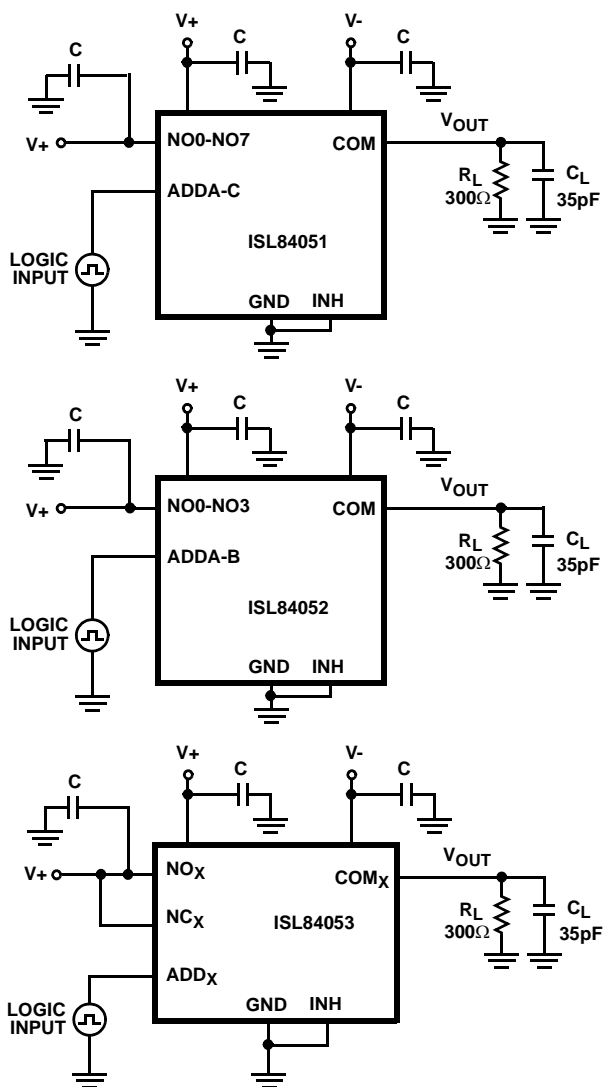 V+ C V- C
C
V+ NO0-NO7 COM VOUT
ADDA-C RL 300Ω CL 35pF
ISL84051
LOGIC INPUT
GND INH
V+ C V- C
C
V+ NO0-NO3 COM VOUT
ADDA-B RL 300Ω CL 35pF
ISL84052
LOGIC INPUT
GND INH
V+ C V- C
C
V+ NOX COMX VOUT
NCX ISL84053 RL 300Ω CL 35pF
ADDX
LOGIC INPUT
GND INH